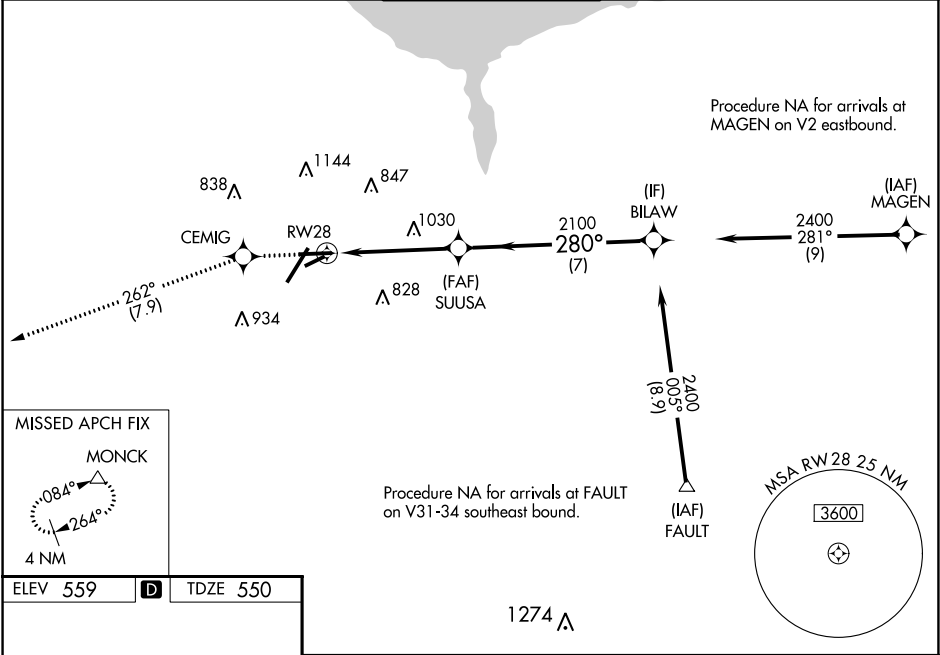 Procedure NA for arrivals at
MAGEN on V2 eastbound.
1144
838
847
(IF)
BILAW
(IAF)
MAGEN
CEMIG
RW28
1030
2100
280°
(7)
2400
281°
(9)
(FAF)
SUUSA
262°
(7.9)
934
828
2400
005°
(8.9)
MISSED APCH FIX
MONCK
084°
264°
4 NM
Procedure NA for arrivals at FAULT
on V31-34 southeast bound.
(IAF)
FAULT
MSA RW 28 25 NM
3600
ELEV 559 D TDZE 550
1274